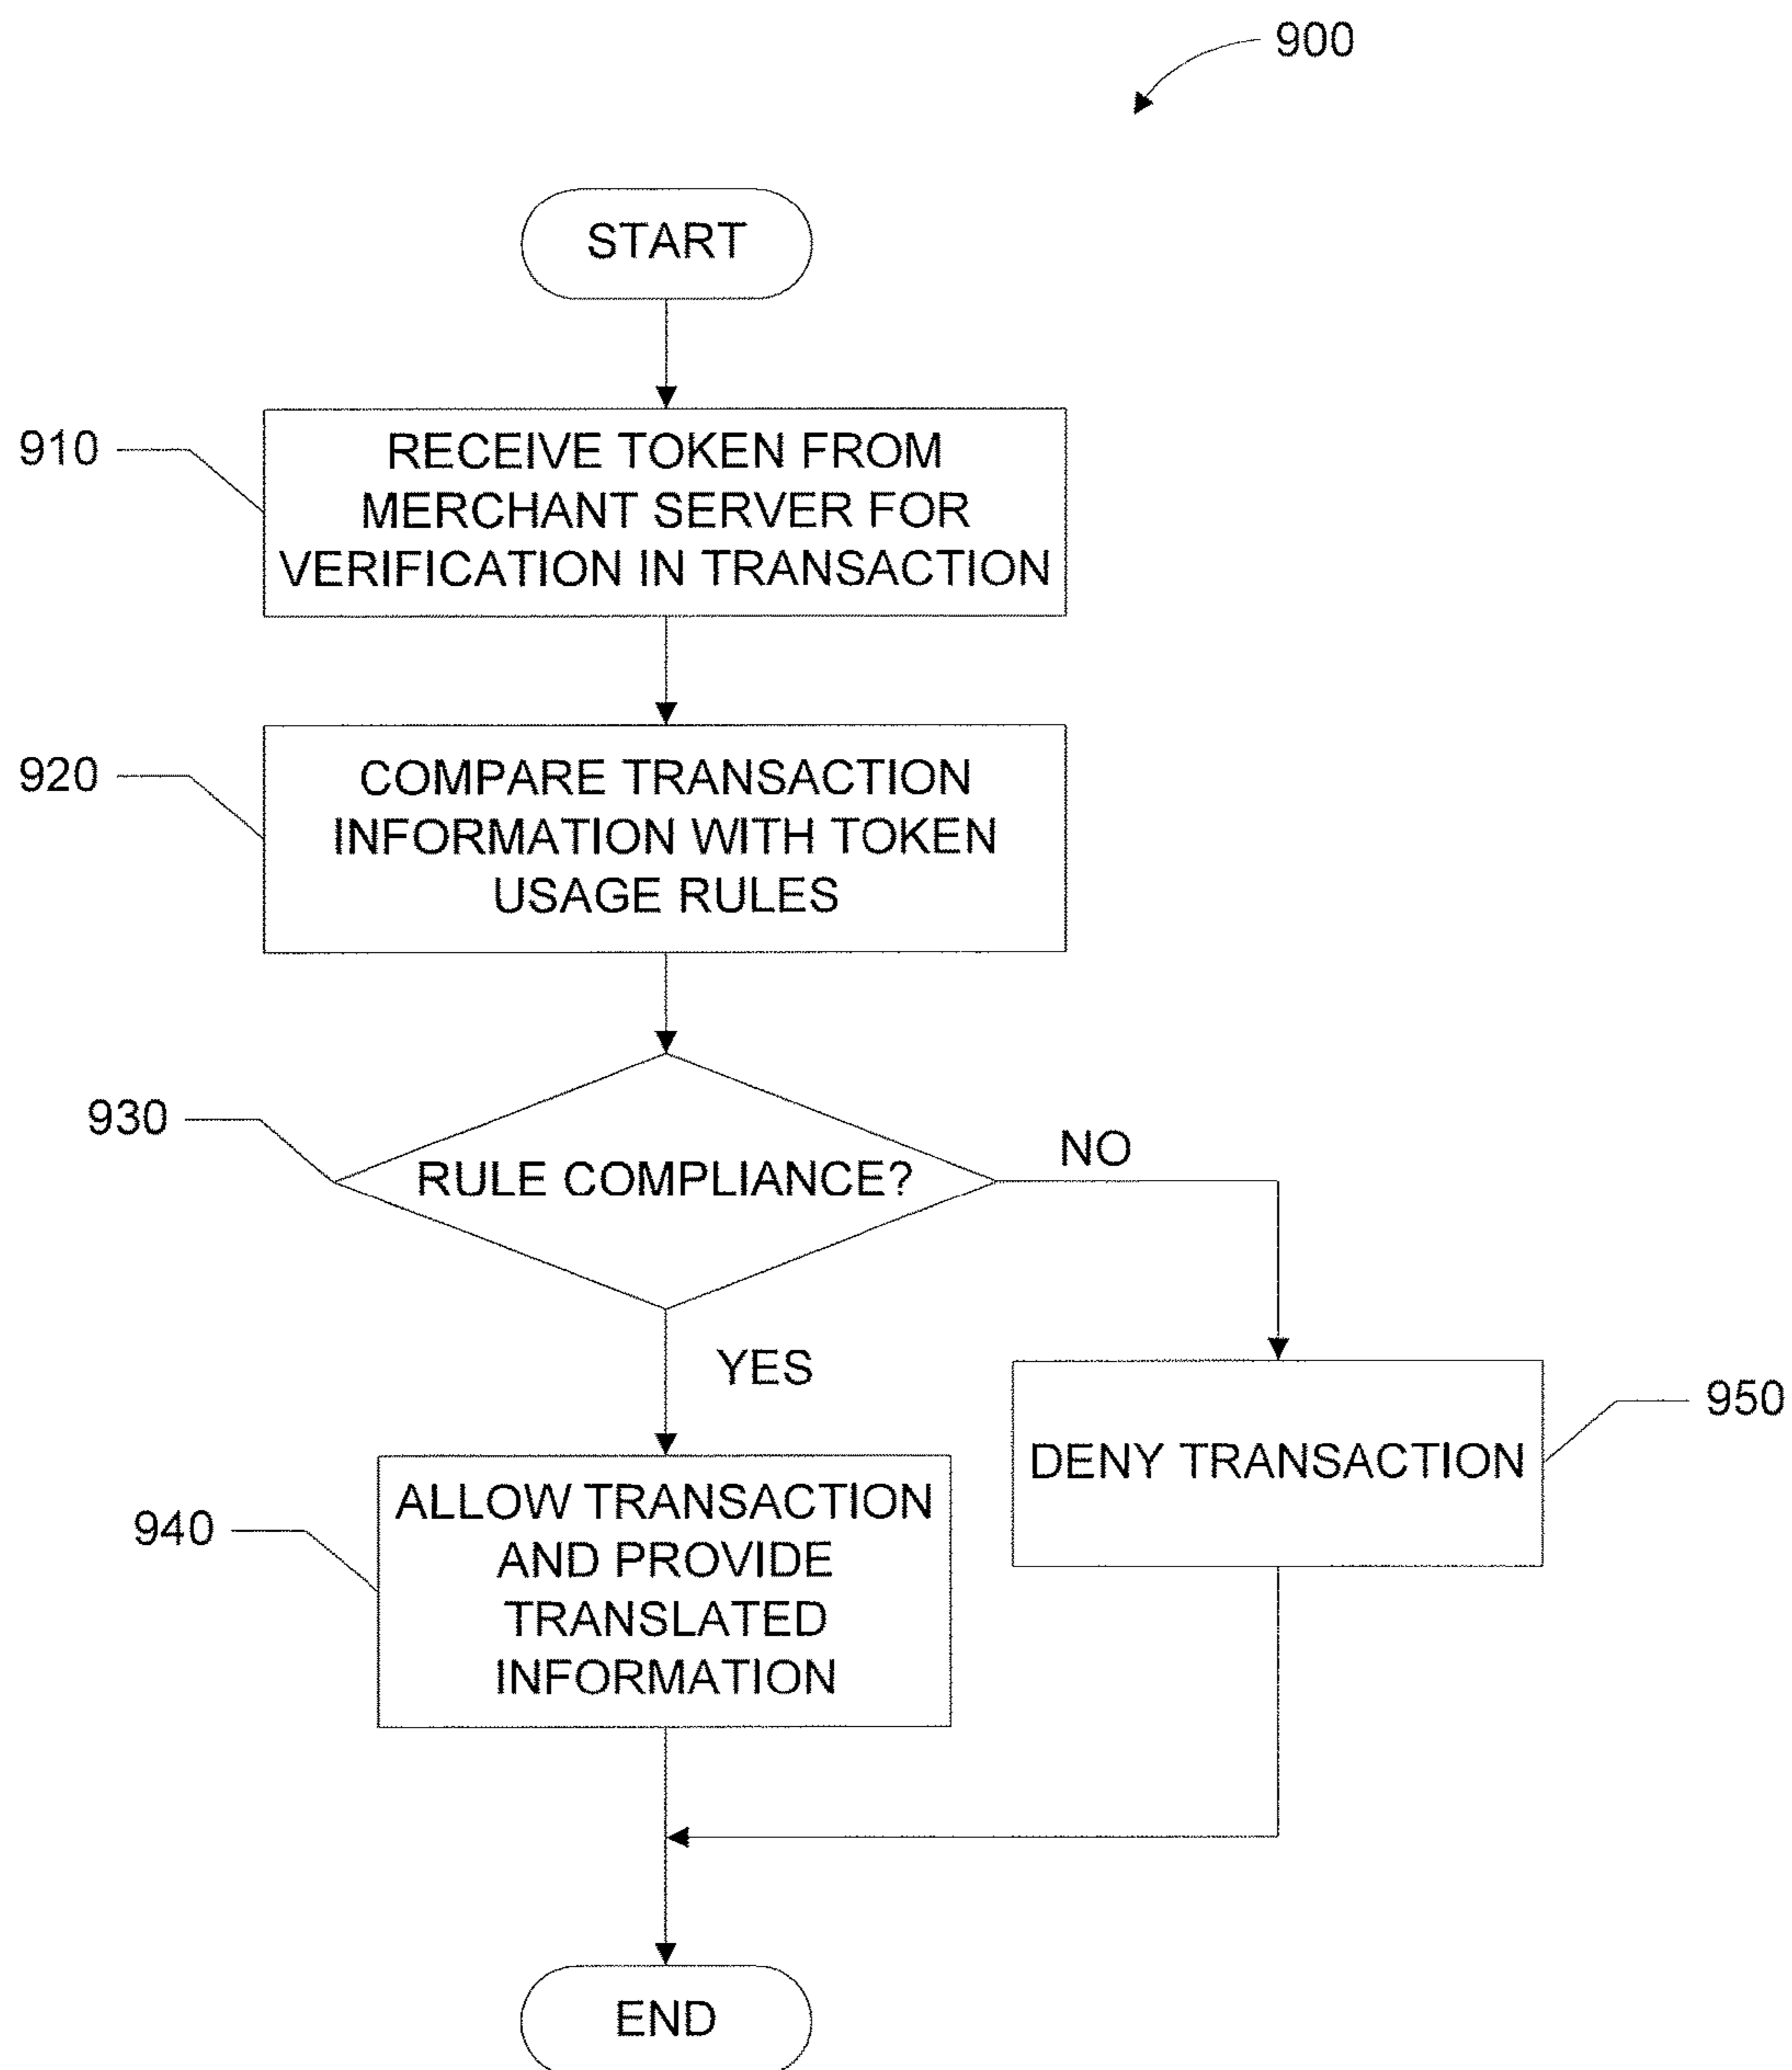 900
START
910
RECEIVE TOKEN FROM
MERCHANT SERVER FOR
VERIFICATION IN TRANSACTION
920
COMPARE TRANSACTION
INFORMATION WITH TOKEN
USAGE RULES
930
RULE COMPLIANCE?
NO
YES
950
DENY TRANSACTION
940
ALLOW TRANSACTION
AND PROVIDE
TRANSLATED
INFORMATION
END